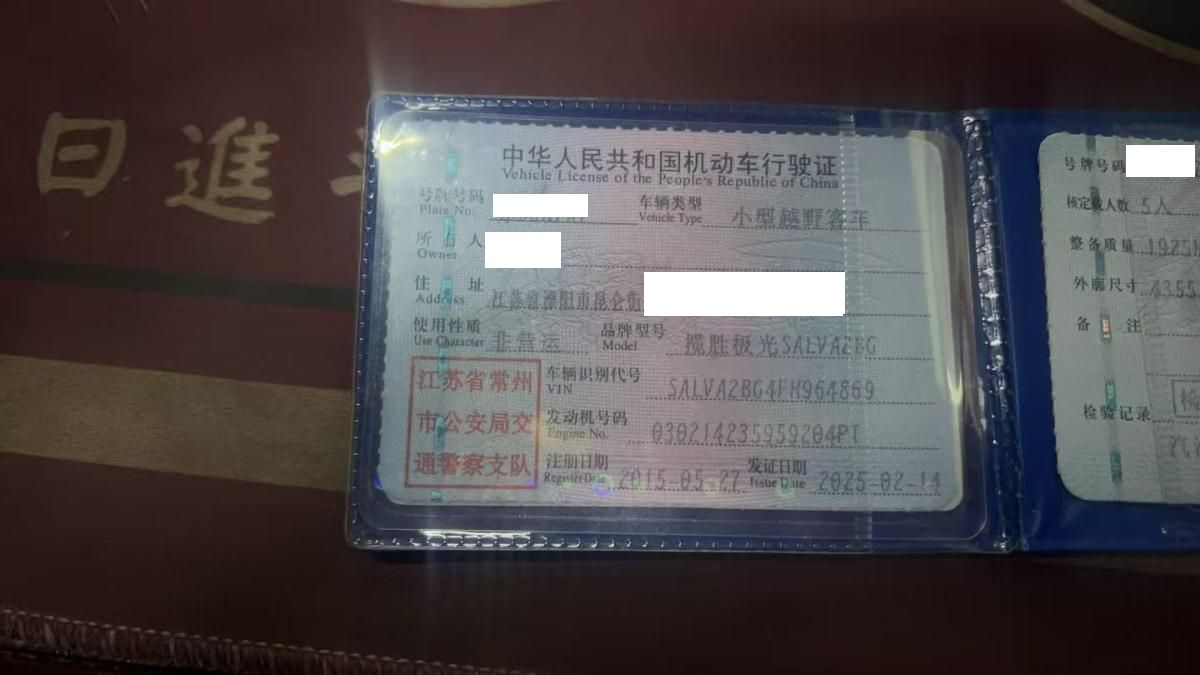 日進
中华人民共和国机动车行驶证
Vehicle License of the People's Republic of China
号牌号码
Plate No.
车辆类型 小型越野客车
Vehicle Type
所有人
Owner
住址 江苏省溧阳市昆仑街
Address
使用性质 非营运
Use Character
品牌型号 揽胜极光SALVA2BG
Model
江苏省常州
市公安局交
通警察支队
车辆识别代号 SALVA2BG4FH964869
VIN
发动机号码 030214235959204PT
Engine No.
注册日期 2015-05-27
Register Date
发证日期 2025-02-14
Issue Date
号牌号码
核定载人数 5人
整备质量 1925
外廓尺寸 4355
备注
检验记录